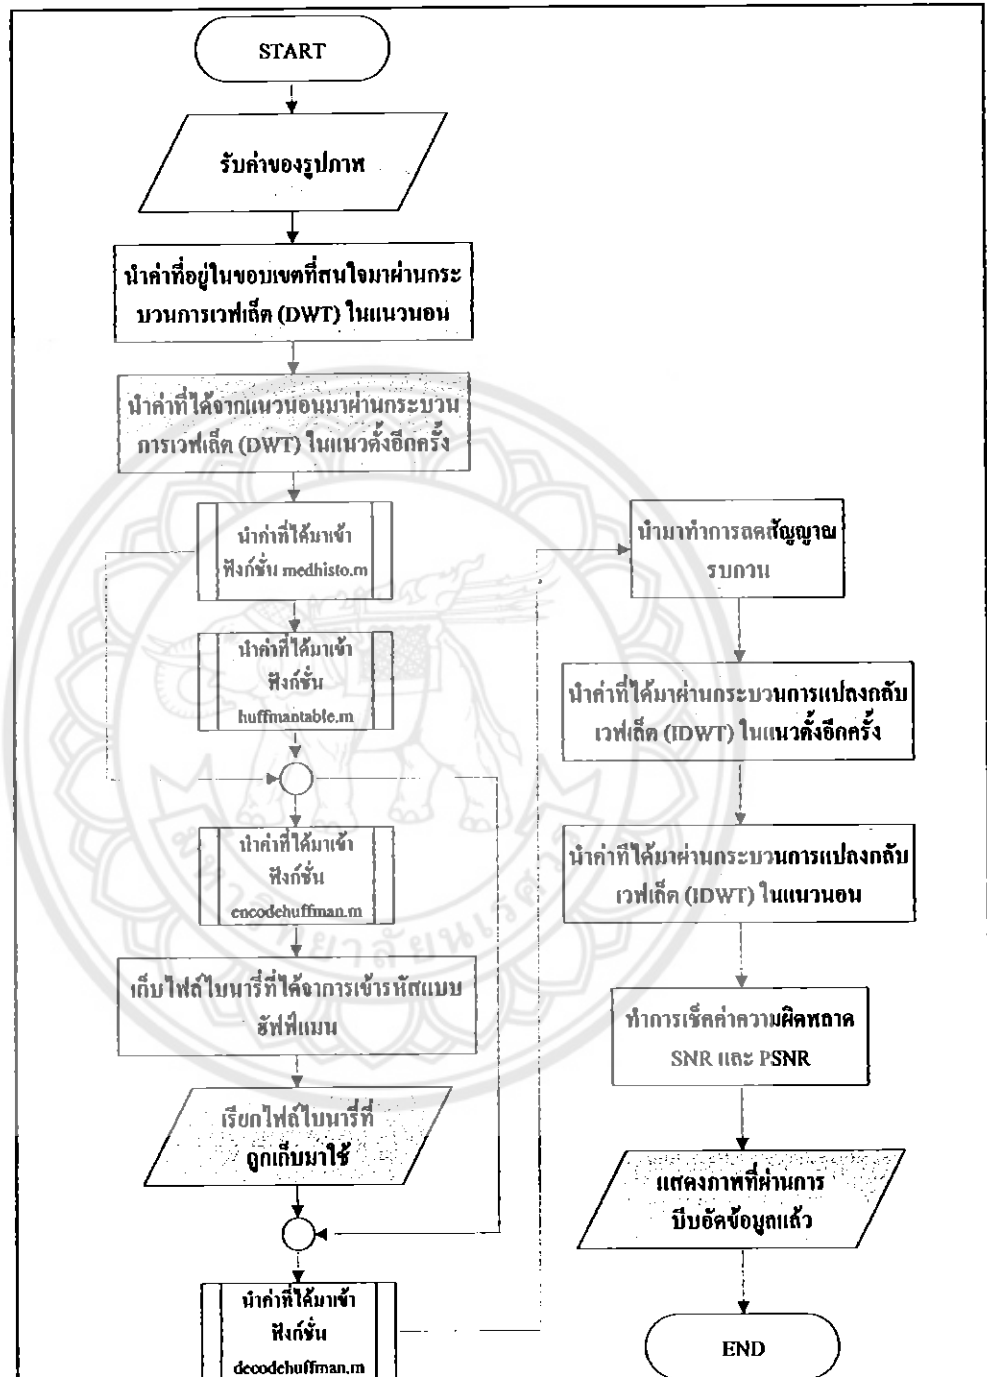 START
รับค่าของรูปภาพ
นำค่าที่อยู่ในขอบเขตที่สนใจมาผ่านกระ
บวนการเวฟเล็ต (DWT) ในแนวนอน
นำค่าที่ได้จากแนวนอนมาผ่านกระบวน
การเวฟเล็ต (DWT) ในแนวตั้งอีกครั้ง
นำค่าที่ได้มาเข้า
ฟังก์ชั่น medhisto.m
นำค่าที่ได้มาเข้า
ฟังก์ชั่น
huffmantable.m
นำค่าที่ได้มาเข้า
ฟังก์ชั่น
encodehuffman.m
เก็บไฟล์ไบนารี่ที่ได้จาการเข้ารหัสแบบ
ฮัฟฟ์แมน
เรียกไฟล์ไบนารี่ที่
ถูกเก็บมาใช้
นำค่าที่ได้มาเข้า
ฟังก์ชั่น
decodehuffman.m
นำมาทำการลดสัญญาณ
รบกวน
นำค่าที่ได้มาผ่านกระบวนการแปลงกลับ
เวฟเล็ต (IDWT) ในแนวตั้งอีกครั้ง
นำค่าที่ได้มาผ่านกระบวนการแปลงกลับ
เวฟเล็ต (IDWT) ในแนวนอน
ทำการเช็คค่าความผิดพลาด
SNR และ PSNR
แสดงภาพที่ผ่านการ
บีบอัดข้อมูลแล้ว
END